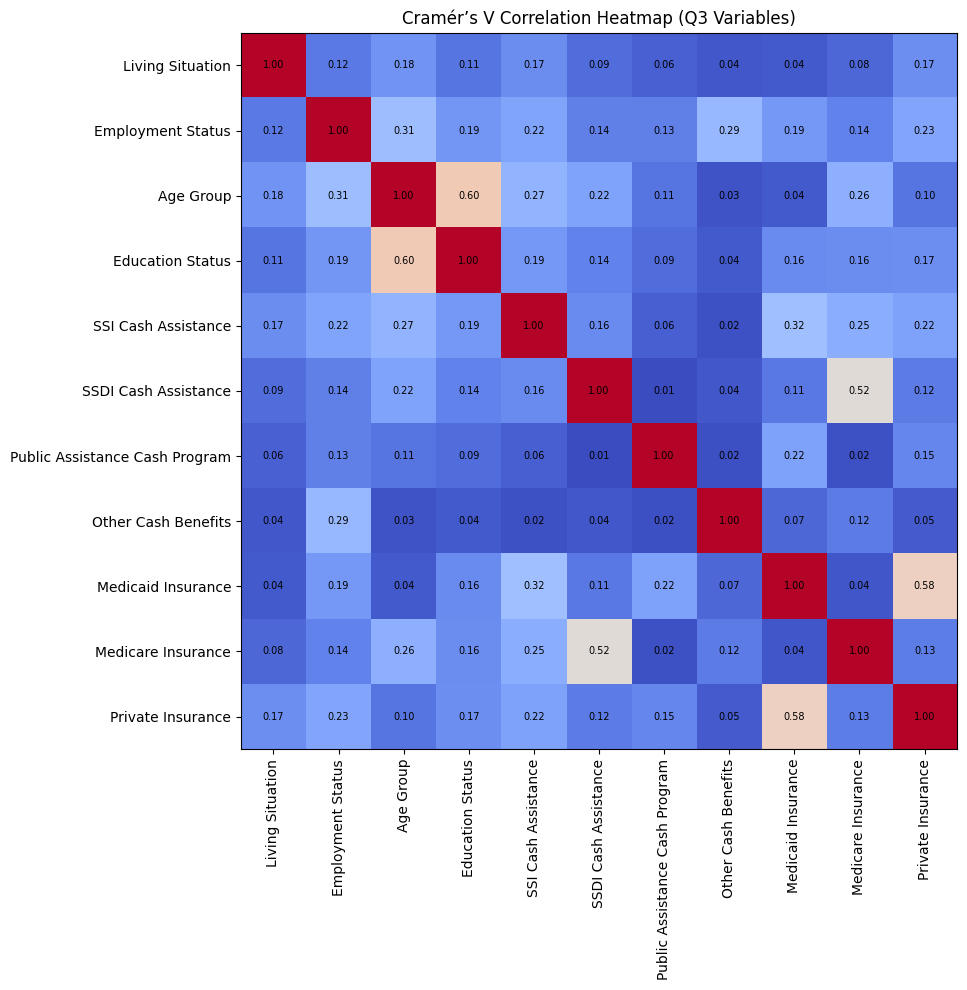 Cramér’s V Correlation Heatmap (Q3 Variables)
Living Situation 1.00 0.12 0.18 0.11 0.17 0.09 0.06 0.04 0.04 0.08 0.17
Employment Status 0.12 1.00 0.31 0.19 0.22 0.14 0.13 0.29 0.19 0.14 0.23
Age Group 0.18 0.31 1.00 0.60 0.27 0.22 0.11 0.03 0.04 0.26 0.10
Education Status 0.11 0.19 0.60 1.00 0.19 0.14 0.09 0.04 0.16 0.16 0.17
SSI Cash Assistance 0.17 0.22 0.27 0.19 1.00 0.16 0.06 0.02 0.32 0.25 0.22
SSDI Cash Assistance 0.09 0.14 0.22 0.14 0.16 1.00 0.01 0.04 0.11 0.52 0.12
Public Assistance Cash Program 0.06 0.13 0.11 0.09 0.06 0.01 1.00 0.02 0.22 0.02 0.15
Other Cash Benefits 0.04 0.29 0.03 0.04 0.02 0.04 0.02 1.00 0.07 0.12 0.05
Medicaid Insurance 0.04 0.19 0.04 0.16 0.32 0.11 0.22 0.07 1.00 0.04 0.58
Medicare Insurance 0.08 0.14 0.26 0.16 0.25 0.52 0.02 0.12 0.04 1.00 0.13
Private Insurance 0.17 0.23 0.10 0.17 0.22 0.12 0.15 0.05 0.58 0.13 1.00
Living Situation
Employment Status
Age Group
Education Status
SSI Cash Assistance
SSDI Cash Assistance
Public Assistance Cash Program
Other Cash Benefits
Medicaid Insurance
Medicare Insurance
Private Insurance